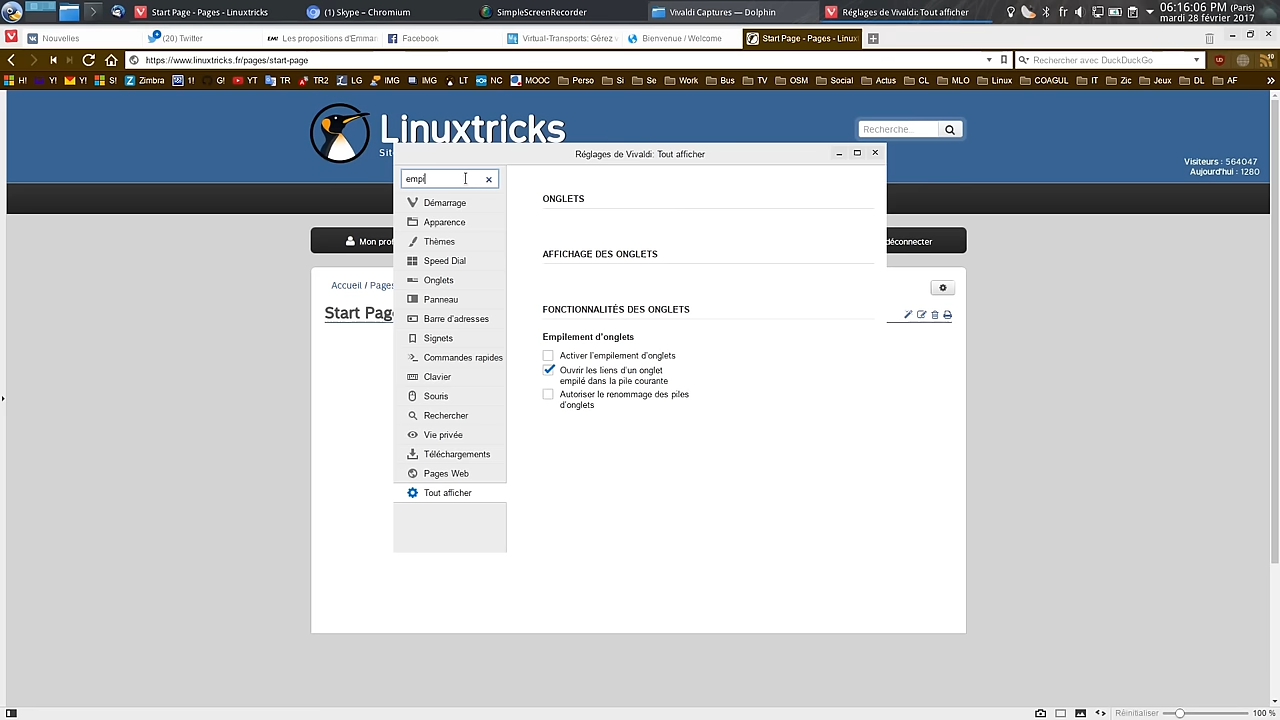 Start Page - Pages - Linuxtricks
(1) Skype – Chromium
SimpleScreenRecorder
Vivaldi Captures — Dolphin
Réglages de Vivaldi: Tout afficher
fr
06:16:06 PM (Paris)
mardi 28 février 2017
Nouvelles
(20) Twitter
Les propositions d'Emmar
Facebook
Virtual-Transports: Gérez v
Bienvenue / Welcome
Start Page - Pages - Linux
https://www.linuxtricks.fr/pages/start-page
Rechercher avec DuckDuckGo
H!
Y!
Y!
S!
Zimbra
1!
G!
YT
TR
TR2
LG
IMG
IMG
LT
NC
MOOC
Perso
Si
Se
Work
Bus
TV
OSM
Social
Actus
CL
MLO
Linux
COAGUL
IT
Zic
Jeux
DL
AF
Linuxtricks
Recherche...
Visiteurs : 564047
Aujourd'hui : 1280
Réglages de Vivaldi: Tout afficher
empi
Démarrage
Apparence
Thèmes
Speed Dial
Onglets
Panneau
Barre d'adresses
Signets
Commandes rapides
Clavier
Souris
Rechercher
Vie privée
Téléchargements
Pages Web
Tout afficher
ONGLETS
AFFICHAGE DES ONGLETS
FONCTIONNALITÉS DES ONGLETS
Empilement d'onglets
Activer l'empilement d'onglets
Ouvrir les liens d'un onglet
empilé dans la pile courante
Autoriser le renommage des piles
d'onglets
Mon prof
déconnecter
Accueil / Pages
Start Pag
Réinitialiser
100 %